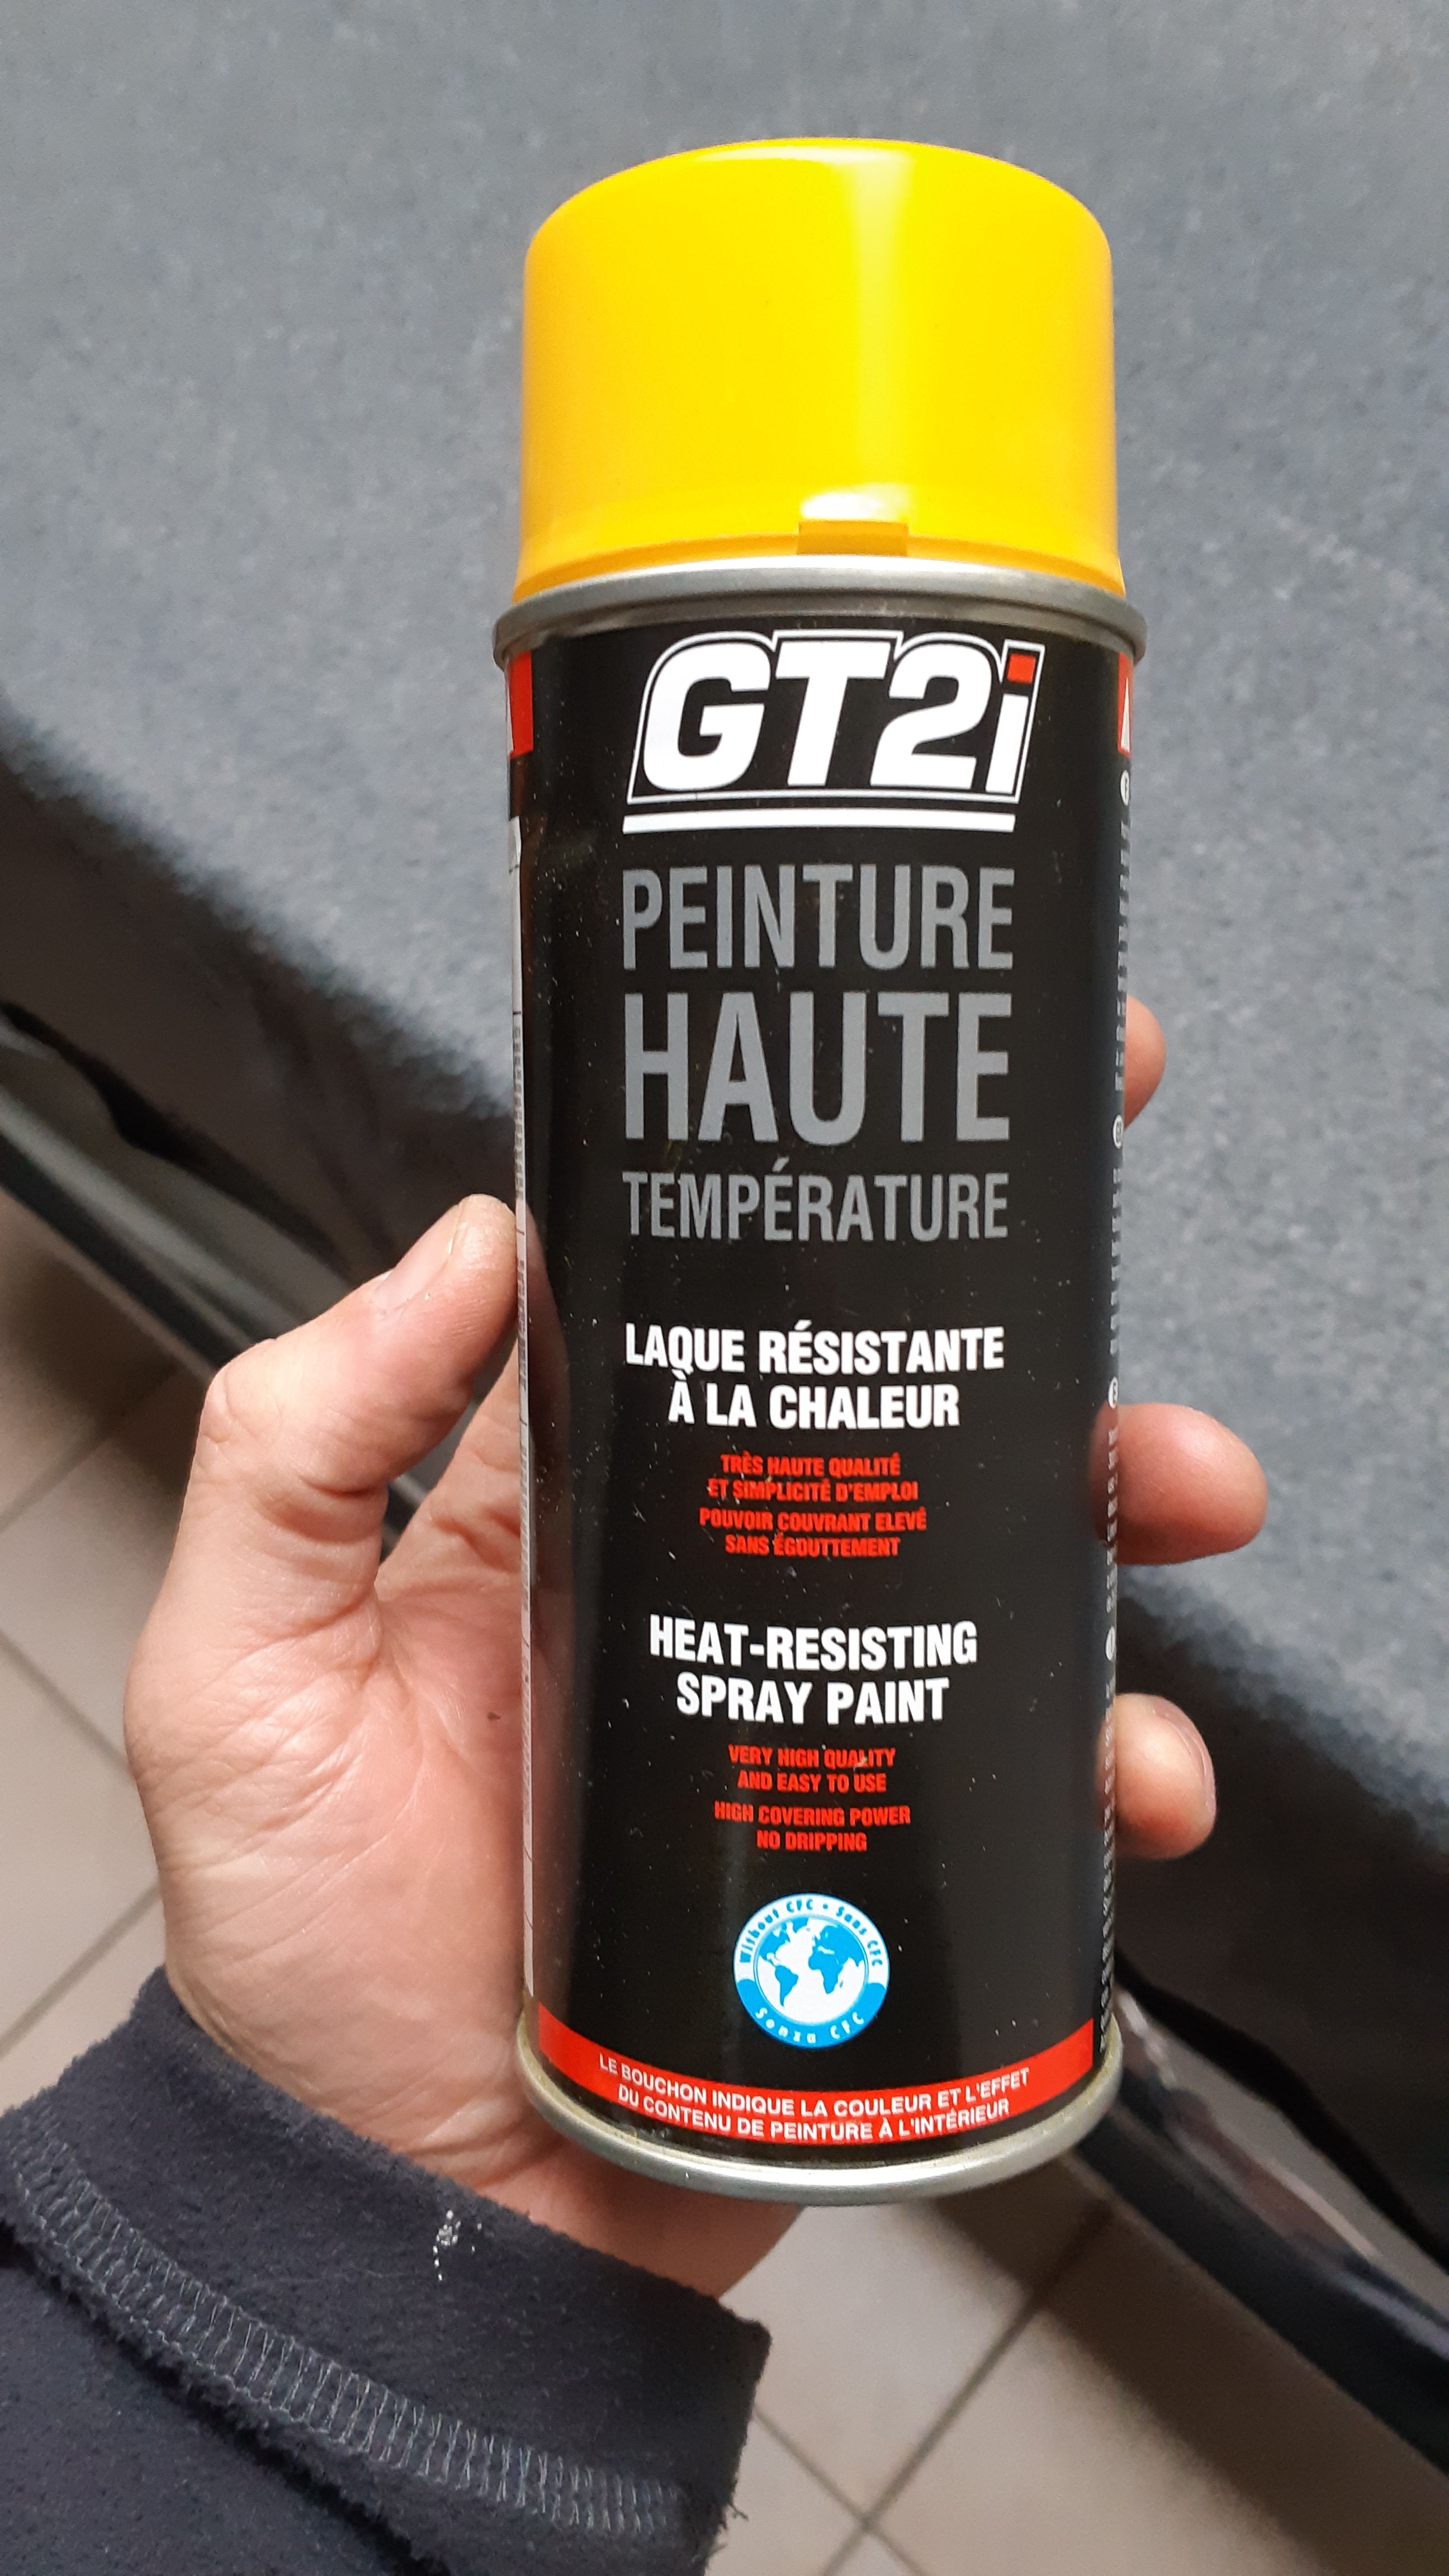 GT2i
PEINTURE
HAUTE
TEMPÉRATURE
LAQUE RÉSISTANTE
À LA CHALEUR
TRÈS HAUTE QUALITÉ
ET SIMPLICITÉ D'EMPLOI
POUVOIR COUVRANT ELEVÉ
SANS ÉGOUTTEMENT
HEAT-RESISTING
SPRAY PAINT
VERY HIGH QUALITY
AND EASY TO USE
HIGH COVERING POWER
NO DRIPPING
Without CFC • Sans CFC
Senza CFC
LE BOUCHON INDIQUE LA COULEUR ET L'EFFET
DU CONTENU DE PEINTURE À L'INTÉRIEUR